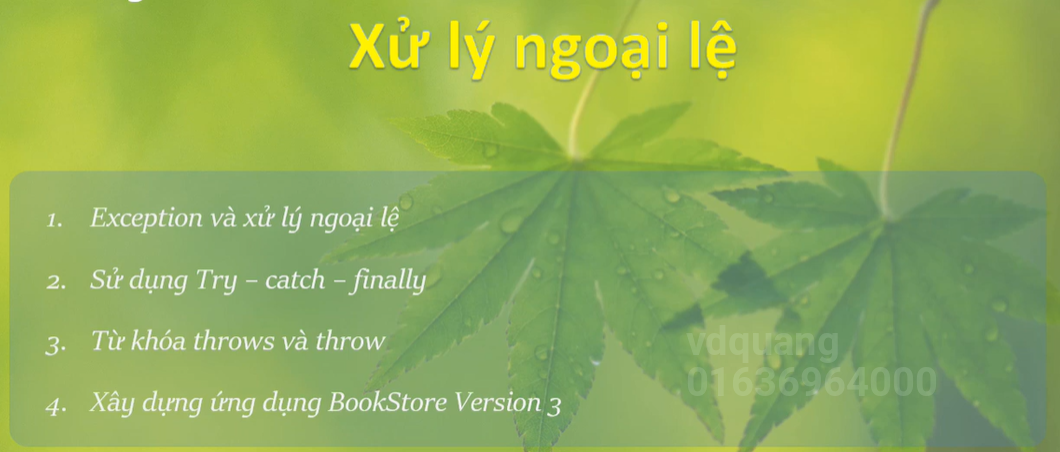 Xử lý ngoại lệ
1. Exception và xử lý ngoại lệ
2. Sử dụng Try – catch – finally
3. Từ khóa throws và throw
4. Xây dựng ứng dụng BookStore Version 3
vdquang
01636964000